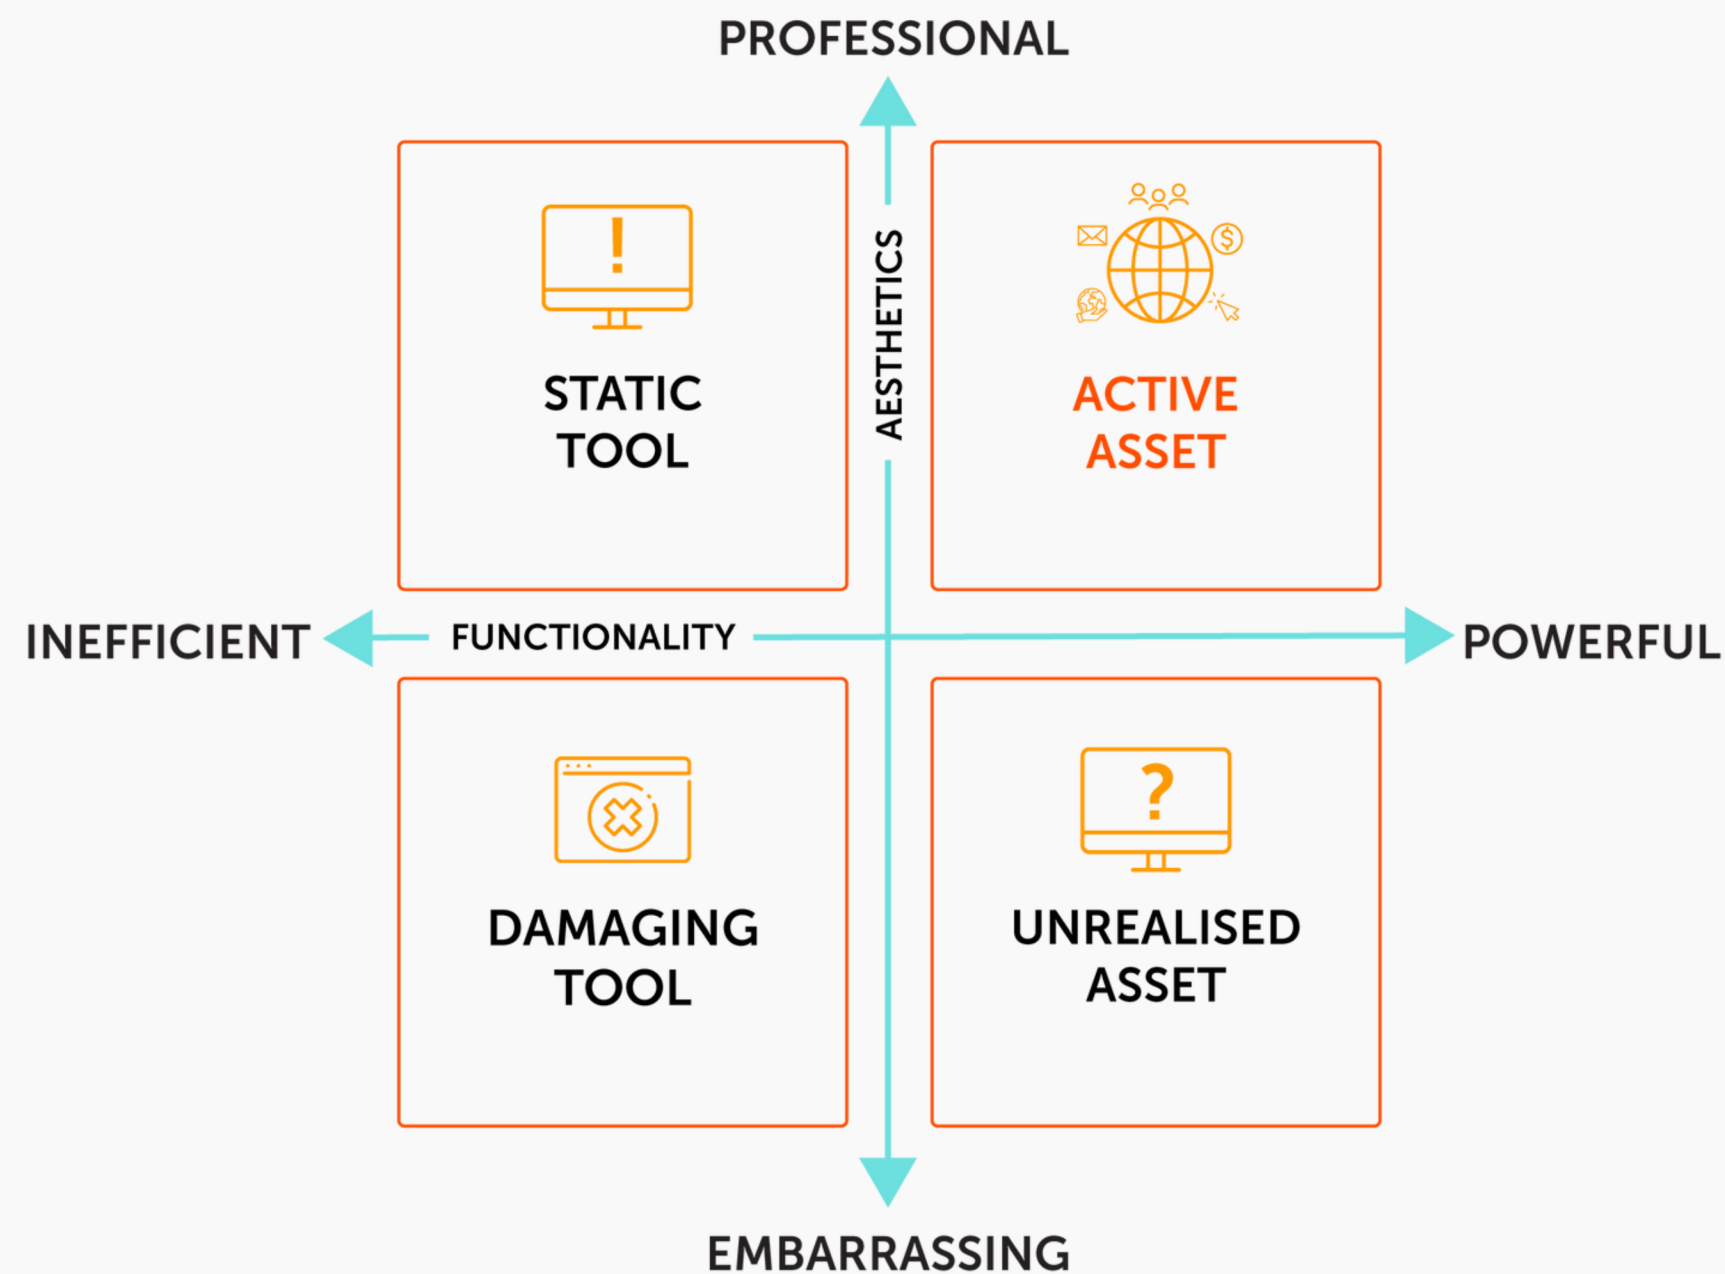 PROFESSIONAL
!
$
STATIC
TOOL
AESTHETICS
ACTIVE
ASSET
INEFFICIENT
FUNCTIONALITY
POWERFUL
?
DAMAGING
TOOL
UNREALISED
ASSET
EMBARRASSING